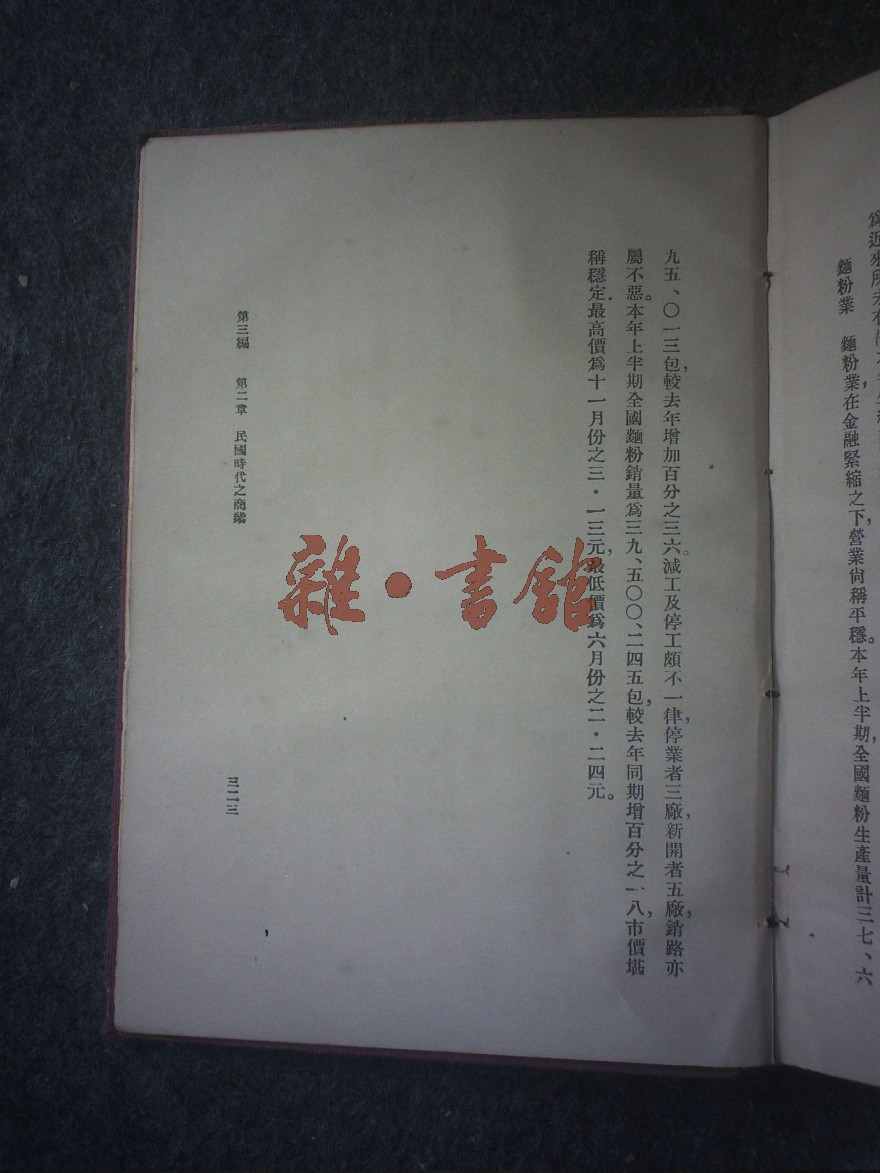 麵粉業　麵粉業在金融緊縮之下，營業尚稱平穩。本年上半期，全國麵粉生產量計三七、六
九五、〇一三包，較去年增加百分之三六。減工及停工頗不一律，停業者三廠，新開者五廠，銷路亦
屬不惡。本年上半期全國麵粉銷量爲三九、五〇〇、二四五包，較去年同期增百分之一八，市價堪
稱穩定。最高價爲十一月份之三・一三元，最低價爲六月份之二・二四元。
第三編　第二章　民國時代之商業
三二三
雜・書館